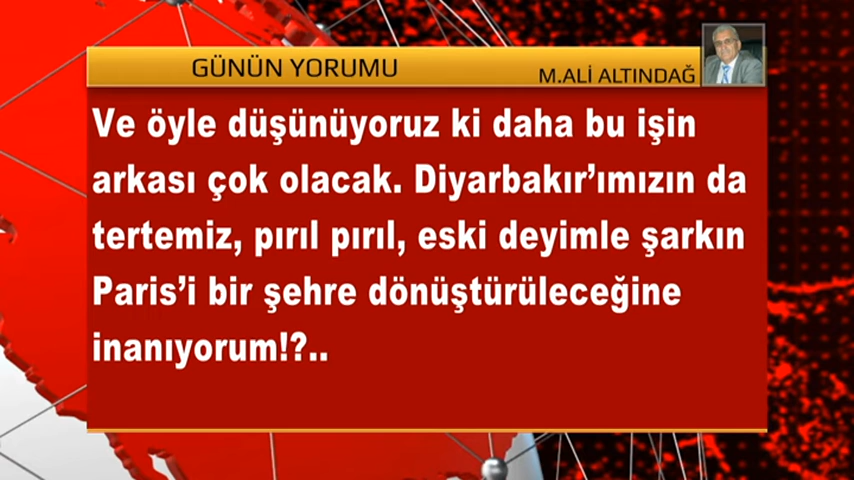 GÜNÜN YORUMU
M.ALİ ALTINDAĞ
Ve öyle düşünüyoruz ki daha bu işin
arkası çok olacak. Diyarbakır’ımızın da
tertemiz, pırıl pırıl, eski deyimle şarkın
Paris’i bir şehre dönüştürüleceğine
inanıyorum!?..